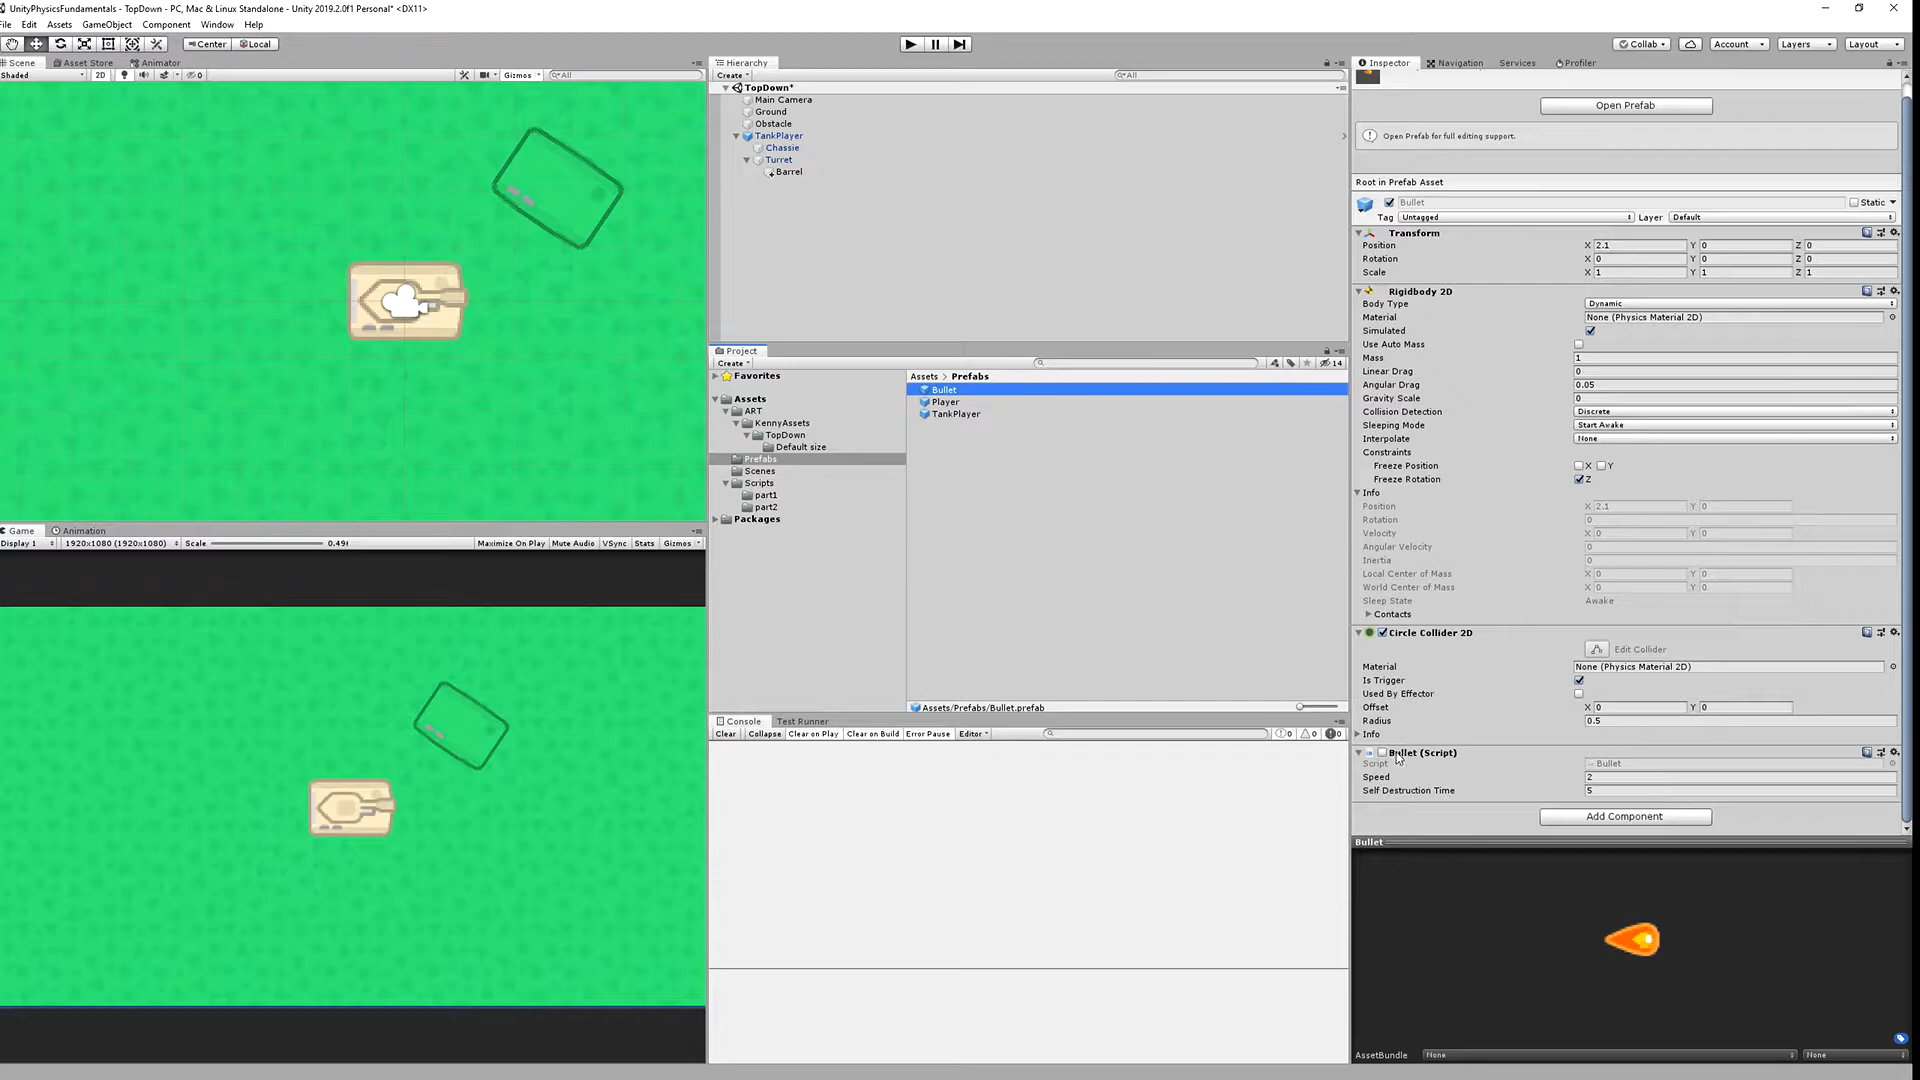 UnityPhysicsFundamentals - TopDown - PC, Mac & Linux Standalone - Unity 2019.2.0f1 Personal* <DX11>
File Edit Assets GameObject Component Window Help
Center Local
Collab Account Layers Layout
Scene Asset Store Animator
Shaded 2D 0 Gizmos All
Game Animation
Display 1 1920x1080 (1920x1080) Scale 0.49 Maximize On Play Mute Audio VSync Stats Gizmos
Hierarchy
Create All
TopDown*
Main Camera
Ground
Obstacle
TankPlayer
Chassie
Turret
Barrel
Project
Create 14
Favorites
Assets
ART
KennyAssets
TopDown
Default size
Prefabs
Scenes
Scripts
part1
part2
Packages
Assets > Prefabs
Bullet
Player
TankPlayer
Assets/Prefabs/Bullet.prefab
Console Test Runner
Clear Collapse Clear on Play Clear on Build Error Pause Editor 0 0 0
Inspector Navigation Services Profiler
Open Prefab
Open Prefab for full editing support.
Root in Prefab Asset
Bullet Static
Tag Untagged Layer Default
Transform
Position X 2.1 Y 0 Z 0
Rotation X 0 Y 0 Z 0
Scale X 1 Y 1 Z 1
Rigidbody 2D
Body Type Dynamic
Material None (Physics Material 2D)
Simulated
Use Auto Mass
Mass 1
Linear Drag 0
Angular Drag 0.05
Gravity Scale 0
Collision Detection Discrete
Sleeping Mode Start Awake
Interpolate None
Constraints
Freeze Position X Y
Freeze Rotation Z
Info
Position X 2.1 Y 0
Rotation 0
Velocity X 0 Y 0
Angular Velocity 0
Inertia 0
Local Center of Mass X 0 Y 0
World Center of Mass X 0 Y 0
Sleep State Awake
Contacts
Circle Collider 2D
Edit Collider
Material None (Physics Material 2D)
Is Trigger
Used By Effector
Offset X 0 Y 0
Radius 0.5
Info
Bullet (Script)
Script Bullet
Speed 2
Self Destruction Time 5
Add Component
Bullet
AssetBundle None None